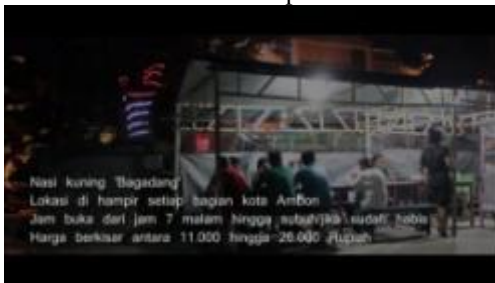 Nasi kuning 'Bagadang'
Lokasi di hampir setiap bagian kota Ambon
Jam buka dari jam 7 malam hingga subuh/jika sudah habis
Harga berkisar antara 11.000 hingga 26.000 Rupiah